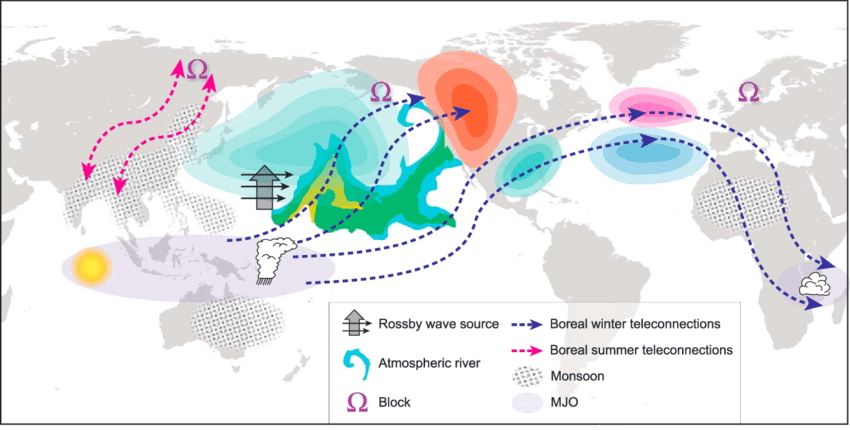 Ω
Ω
Ω
Rossby wave source
Boreal winter teleconnections
Atmospheric river
Boreal summer teleconnections
Monsoon
Ω Block
MJO